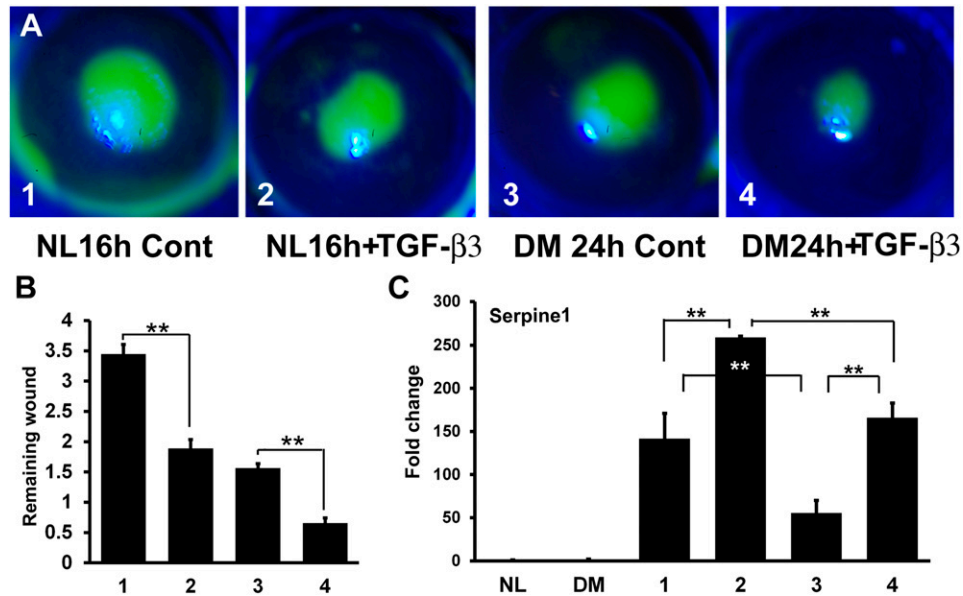 A
1 2 3 4
NL16h Cont NL16h+TGF-β3 DM 24h Cont DM24h+TGF-β3
B
Remaining wound
4
3.5
3
2.5
2
1.5
1
0.5
0
** **
1 2 3 4
C
Serpine1
Fold change
300
250
200
150
100
50
0
** **
** **
NL DM 1 2 3 4